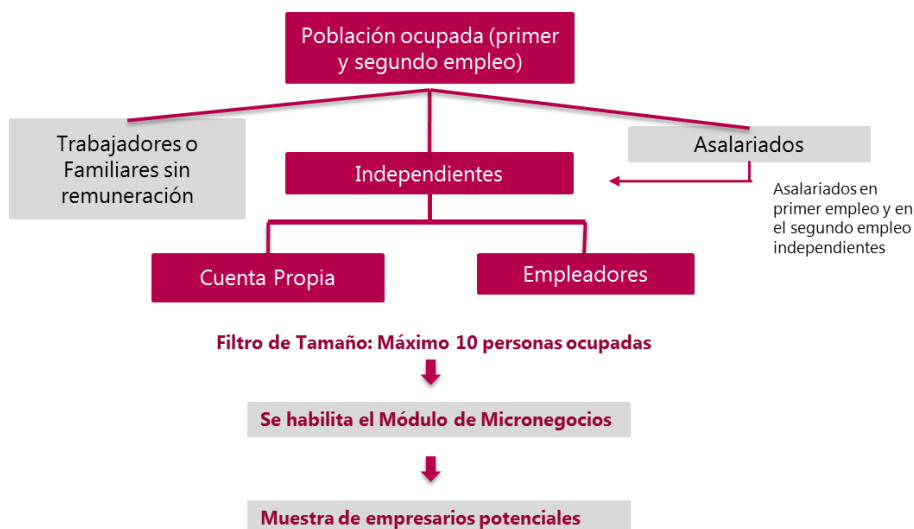 Población ocupada (primer
y segundo empleo)
Trabajadores o
Familiares sin
remuneración
Independientes
Asalariados
Asalariados en
primer empleo y en
el segundo empleo
independientes
Cuenta Propia
Empleadores
Filtro de Tamaño: Máximo 10 personas ocupadas
Se habilita el Módulo de Micronegocios
Muestra de empresarios potenciales